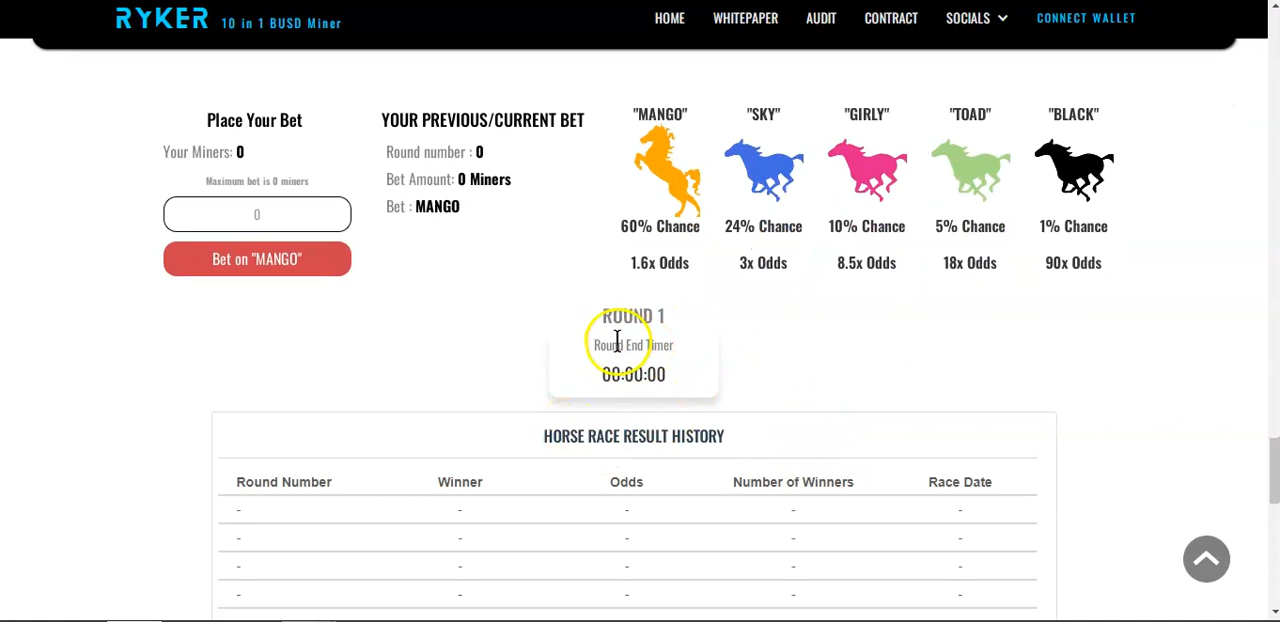 RYKER 10 in 1 BUSD Miner
HOME WHITEPAPER AUDIT CONTRACT SOCIALS CONNECT WALLET
Place Your Bet
Your Miners: 0
Maximum bet is 0 miners
0
Bet on "MANGO"
YOUR PREVIOUS/CURRENT BET
Round number : 0
Bet Amount: 0 Miners
Bet : MANGO
"MANGO" "SKY" "GIRLY" "TOAD" "BLACK"
60% Chance 24% Chance 10% Chance 5% Chance 1% Chance
1.6x Odds 3x Odds 8.5x Odds 18x Odds 90x Odds
ROUND 1
Round End Timer
00:00:00
HORSE RACE RESULT HISTORY
Round Number Winner Odds Number of Winners Race Date
- - - - -
- - - - -
- - - - -
- - - - -